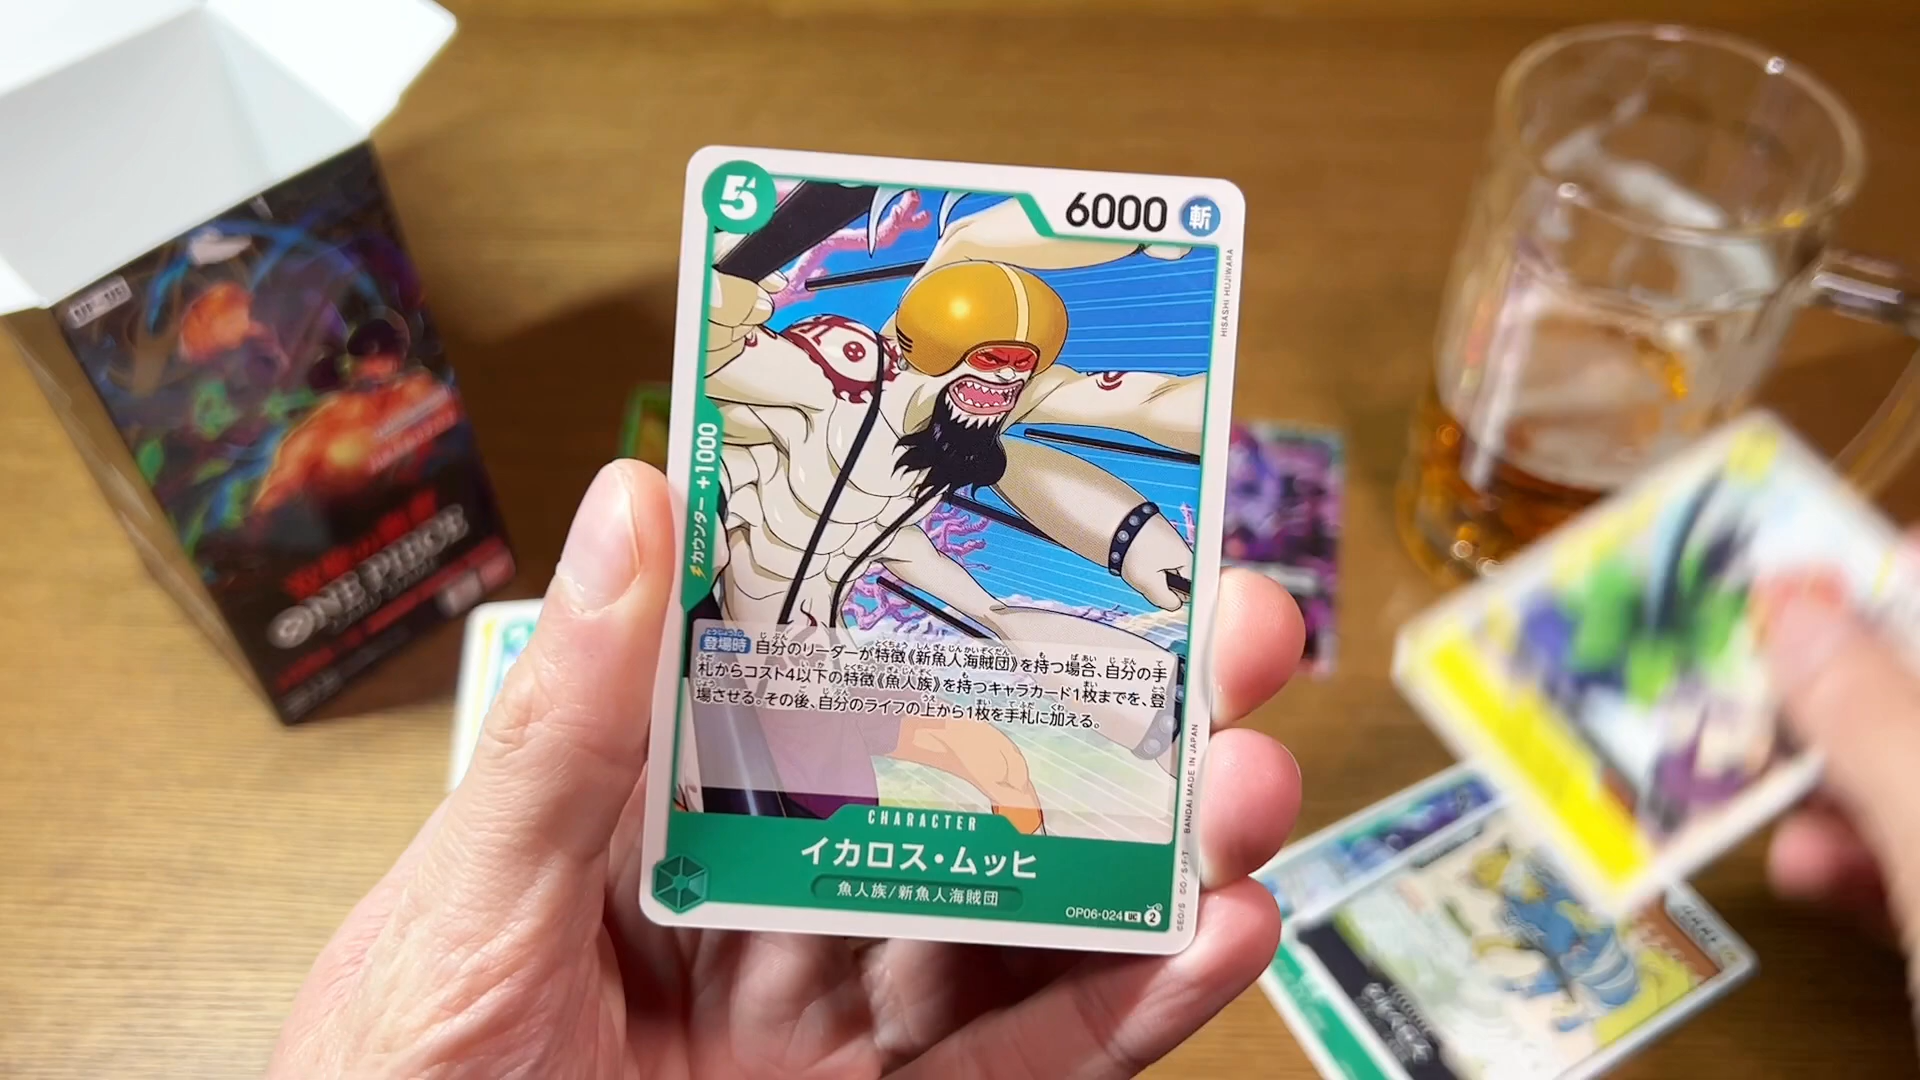 5
6000
斬
HISASHI HUJIWARA
カウンター +1000
登場時 自分のリーダーが特徴《新魚人海賊団》を持つ場合、自分の手
札からコスト4以下の特徴《魚人族》を持つキャラカード1枚までを、登
場させる。その後、自分のライフの上から1枚を手札に加える。
CHARACTER
イカロス・ムッヒ
魚人族/新魚人海賊団
OP06-024 UC 2
©EO/S ©O/S・F・T BANDAI MADE IN JAPAN
ONE PIECE